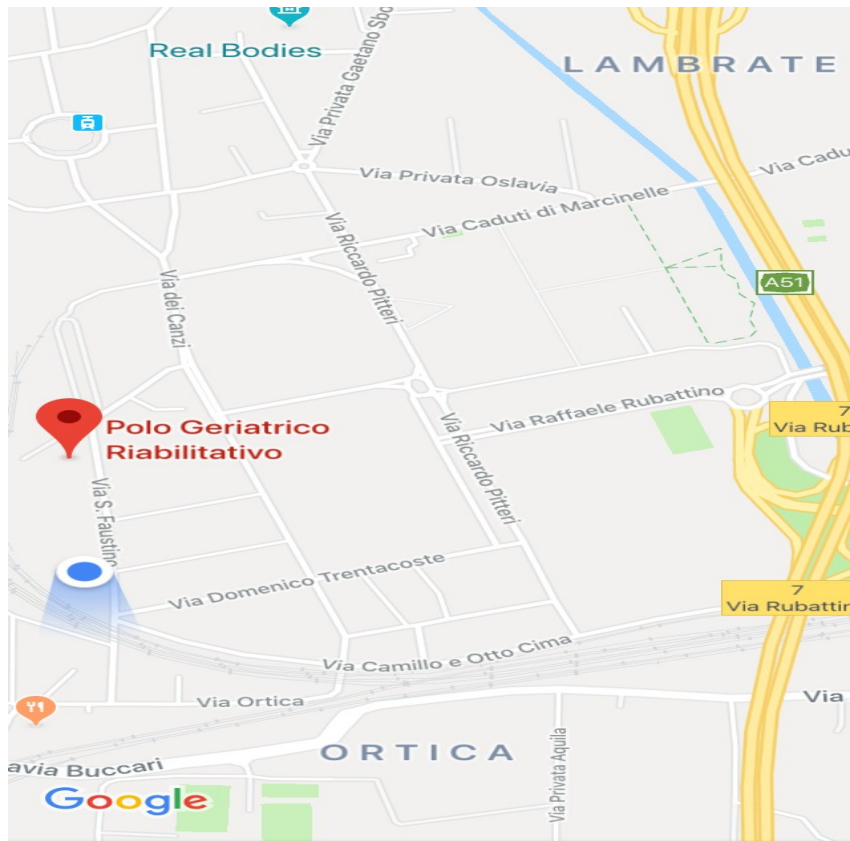 Real Bodies
LAMBRATE
Via Privata Gaetano Sbo
Via Privata Oslavia
Via Cadu
Via Caduti di Marcinelle
Via Riccardo Pitteri
Via dei Canzi
A51
Polo Geriatrico
Riabilitativo
Via Raffaele Rubattino
7
Via Rub
Via Riccardo Pitteri
Via S. Faustino
Via Domenico Trentacoste
7
Via Rubattin
Via Camillo e Otto Cima
Via Ortica
Via
ORTICA
avia Buccari
Via Privata Aquila
Google